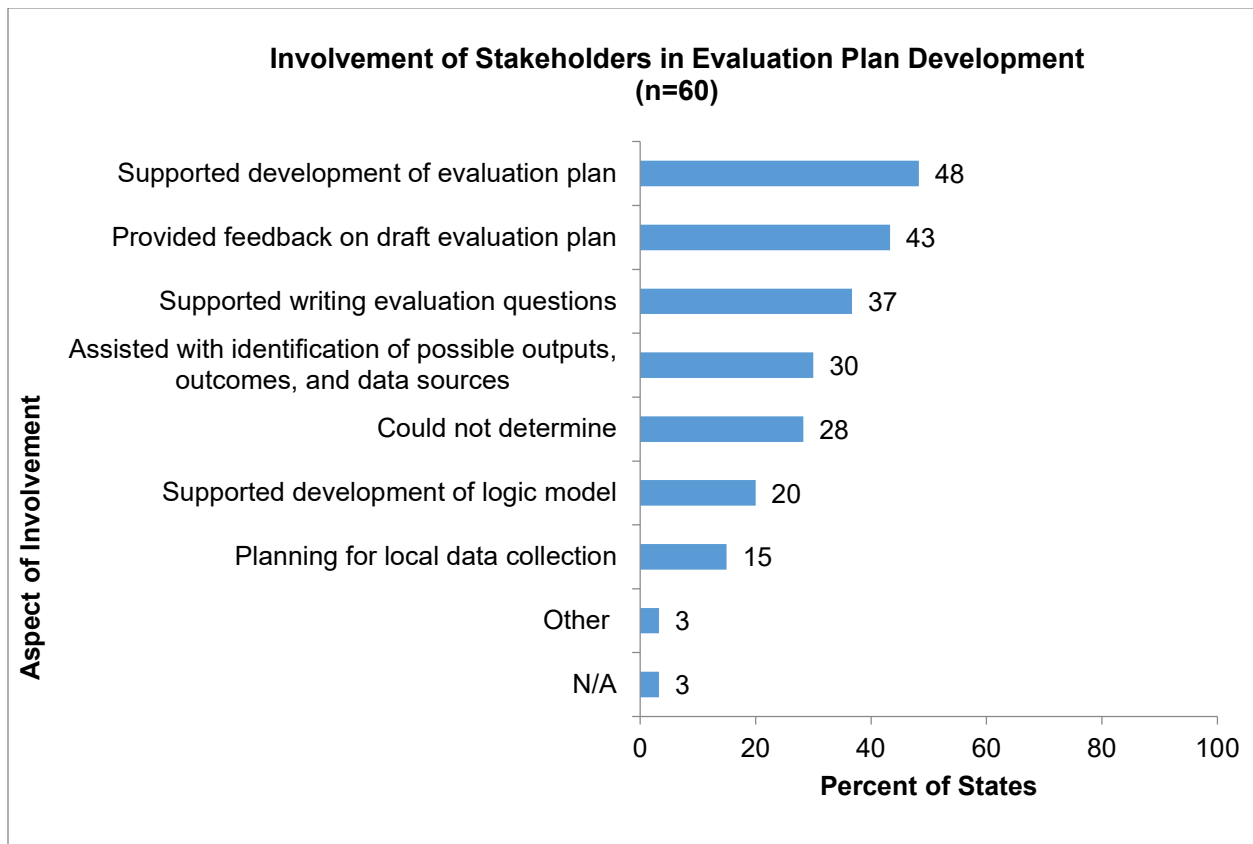 Involvement of Stakeholders in Evaluation Plan Development
(n=60)
Aspect of Involvement
Supported development of evaluation plan 48
Provided feedback on draft evaluation plan 43
Supported writing evaluation questions 37
Assisted with identification of possible outputs,
outcomes, and data sources 30
Could not determine 28
Supported development of logic model 20
Planning for local data collection 15
Other 3
N/A 3
0 20 40 60 80 100
Percent of States